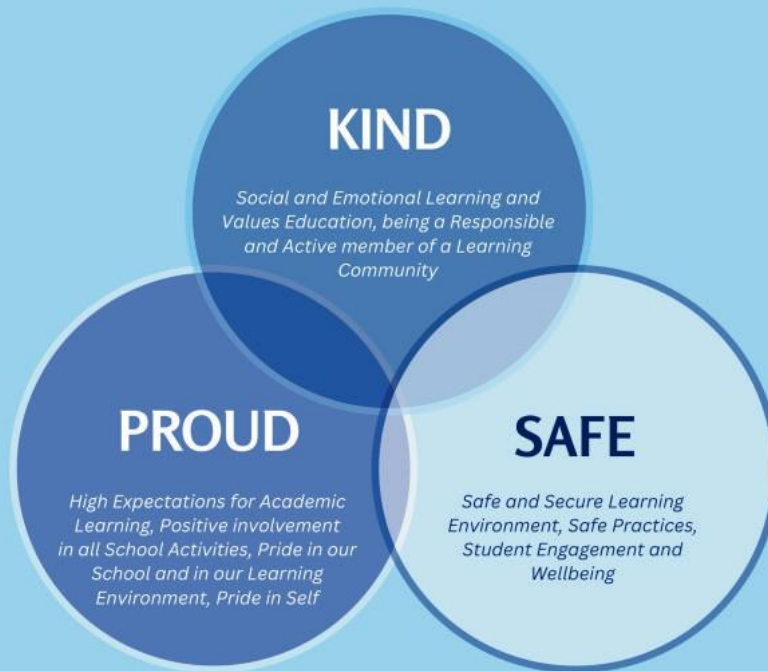 KIND
Social and Emotional Learning and
Values Education, being a Responsible
and Active member of a Learning
Community
PROUD
High Expectations for Academic
Learning, Positive involvement
in all School Activities, Pride in our
School and in our Learning
Environment, Pride in Self
SAFE
Safe and Secure Learning
Environment, Safe Practices,
Student Engagement and
Wellbeing